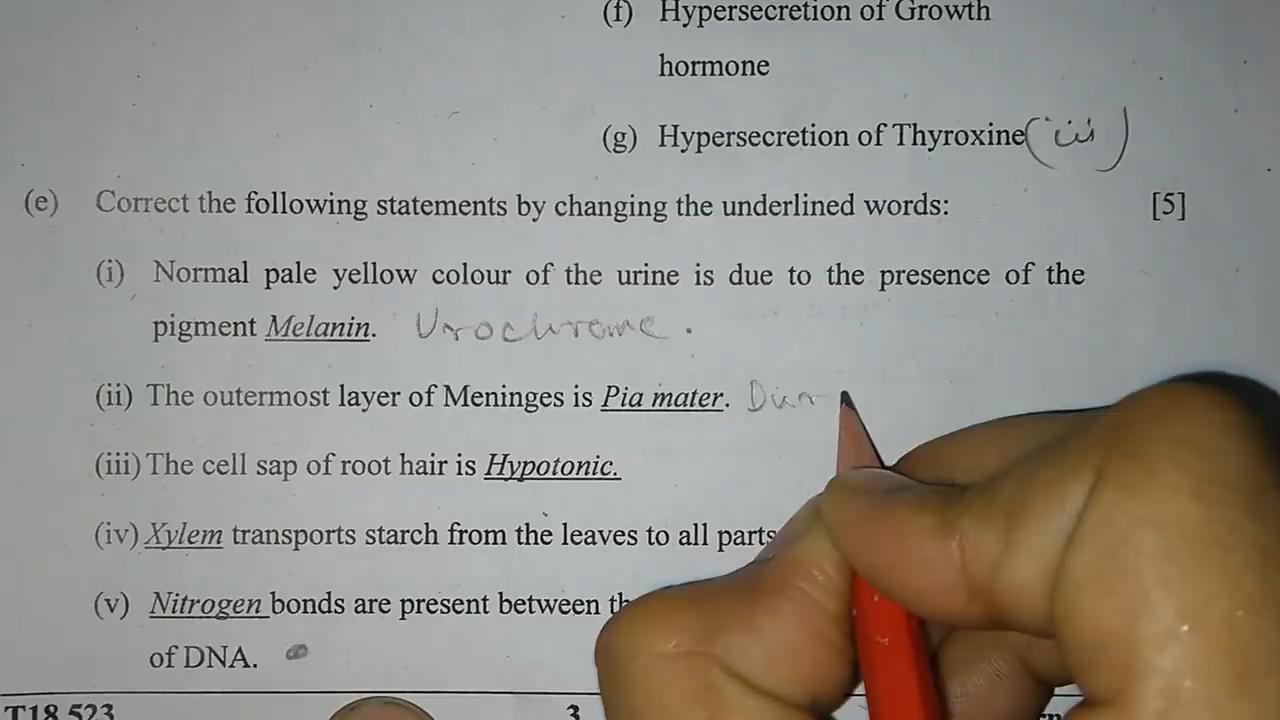 (f) Hypersecretion of Growth
hormone
(g) Hypersecretion of Thyroxine (iii)
(e) Correct the following statements by changing the underlined words: [5]
(i) Normal pale yellow colour of the urine is due to the presence of the
pigment Melanin. Urochrome.
(ii) The outermost layer of Meninges is Pia mater. Dur
(iii) The cell sap of root hair is Hypotonic.
(iv) Xylem transports starch from the leaves to all parts
(v) Nitrogen bonds are present between
of DNA.
T18 523 3